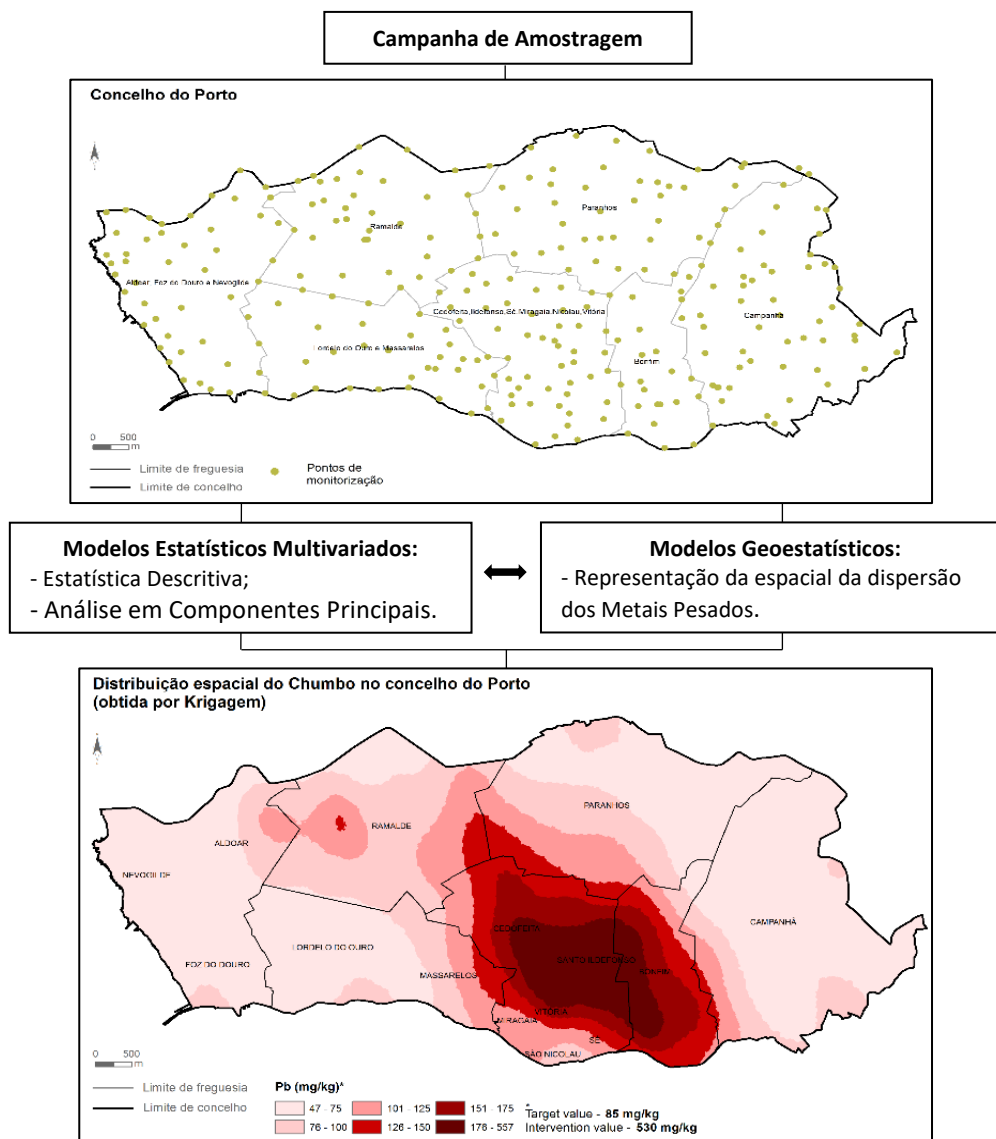 Campanha de Amostragem
Concelho do Porto
Ramalde
Paranhos
Aldoar, Foz do Douro e Nevogilde
Cedofeita,Ildefonso,Sé,Miragaia,Nicolau,Vitória
Campanhã
Lordelo do Ouro e Massarelos
Bonfim
0 500
m
Limite de freguesia
Limite de concelho
Pontos de
monitorização
Modelos Estatísticos Multivariados:
- Estatística Descritiva;
- Análise em Componentes Principais.
Modelos Geoestatísticos:
- Representação da espacial da dispersão
dos Metais Pesados.
Distribuição espacial do Chumbo no concelho do Porto
(obtida por Krigagem)
PARANHOS
RAMALDE
ALDOAR
NEVOGILDE
CAMPANHÃ
CEDOFEITA
LORDELO DO OURO
SANTO ILDEFONSO
FOZ DO DOURO
BONFIM
MASSARELOS
VITÓRIA
MIRAGAIA
SÉ
SÃO NICOLAU
0 500
m
Limite de freguesia
Limite de concelho
Pb (mg/kg)*
47 - 75
76 - 100
101 - 125
126 - 150
151 - 175
176 - 557
*
Target value - 85 mg/kg
Intervention value - 530 mg/kg